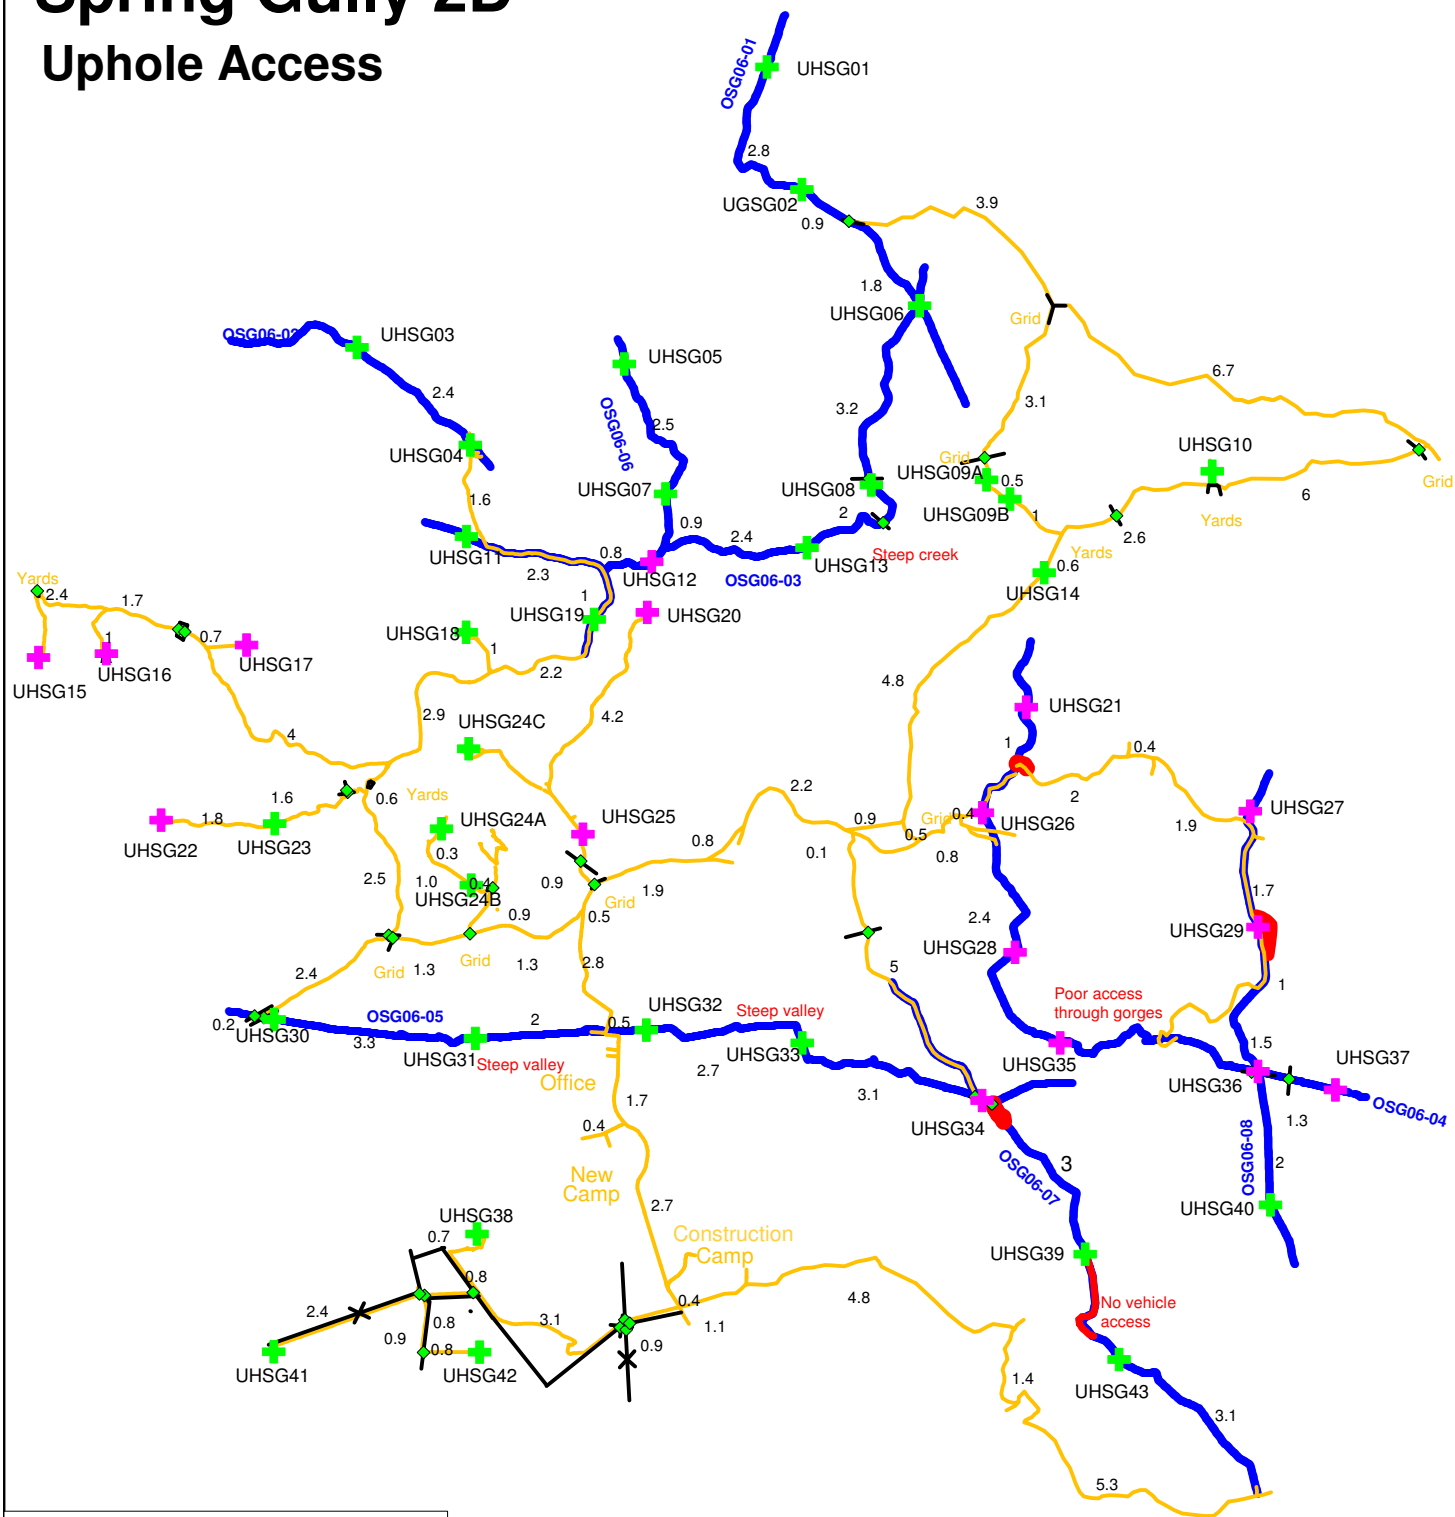 Spring Gully 2D
Uphole Access
OSG06-01
UHSG01
2.8
UGSG02
0.9
3.9
1.8
UHSG06
Grid
OSG06-02
UHSG03
2.4
UHSG04
UHSG05
OSG06-06
2.5
6.7
3.2
3.1
UHSG10
Grid
UHSG09A
0.5
Grid
UHSG07
UHSG08
UHSG09B
1
6
Yards
1.6
0.9
2.4
2
2.6
Yards
UHSG11
2.3
0.8
UHSG12
OSG06-03
UHSG13
Steep creek
0.6
UHSG14
Yards
2.4
1.7
1
0.7
UHSG15
UHSG16
UHSG17
UHSG18
1
UHSG19
1
UHSG20
2.2
4.8
UHSG21
1
4
2.9
UHSG24C
4.2
0.4
2
0.6
Yards
2.2
1.6
1.8
UHSG22
UHSG23
UHSG24A
0.3
UHSG25
0.8
0.9
0.1
0.5
Grid
0.4
UHSG26
0.8
1.9
UHSG27
2.5
1.0
0.4
UHSG24B
0.9
0.9
1.9
Grid
0.5
1.7
2.4
UHSG28
UHSG29
2.4
Grid
1.3
Grid
1.3
2.8
5
1
Poor access
through gorges
0.2
UHSG30
OSG06-05
3.3
UHSG31
2
Steep valley
0.5
UHSG32
Steep valley
UHSG33
2.7
UHSG35
1.5
UHSG36
UHSG37
1.3
OSG06-04
Office
1.7
3.1
UHSG34
0.4
OSG06-07
3
OSG06-08
2
UHSG40
New
Camp
2.7
UHSG38
0.7
0.8
Construction
Camp
UHSG39
No vehicle
access
2.4
0.9
0.8
0.8
3.1
0.4
1.1
0.9
4.8
UHSG41
UHSG42
1.4
UHSG43
3.1
5.3